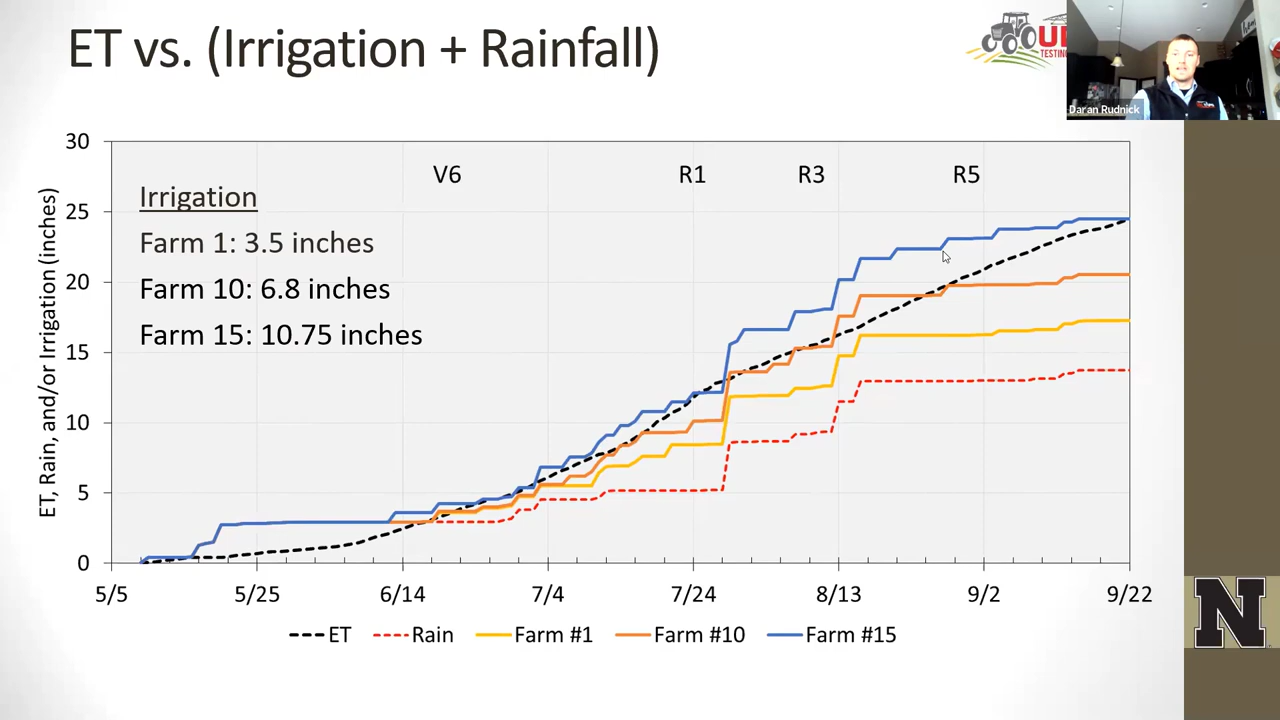 ET vs. (Irrigation + Rainfall)
TESTING
Daran Rudnick
ET, Rain, and/or Irrigation (inches)
30
25
20
15
10
5
0
V6
R1
R3
R5
Irrigation
Farm 1: 3.5 inches
Farm 10: 6.8 inches
Farm 15: 10.75 inches
5/5
5/25
6/14
7/4
7/24
8/13
9/2
9/22
ET
Rain
Farm #1
Farm #10
Farm #15
N